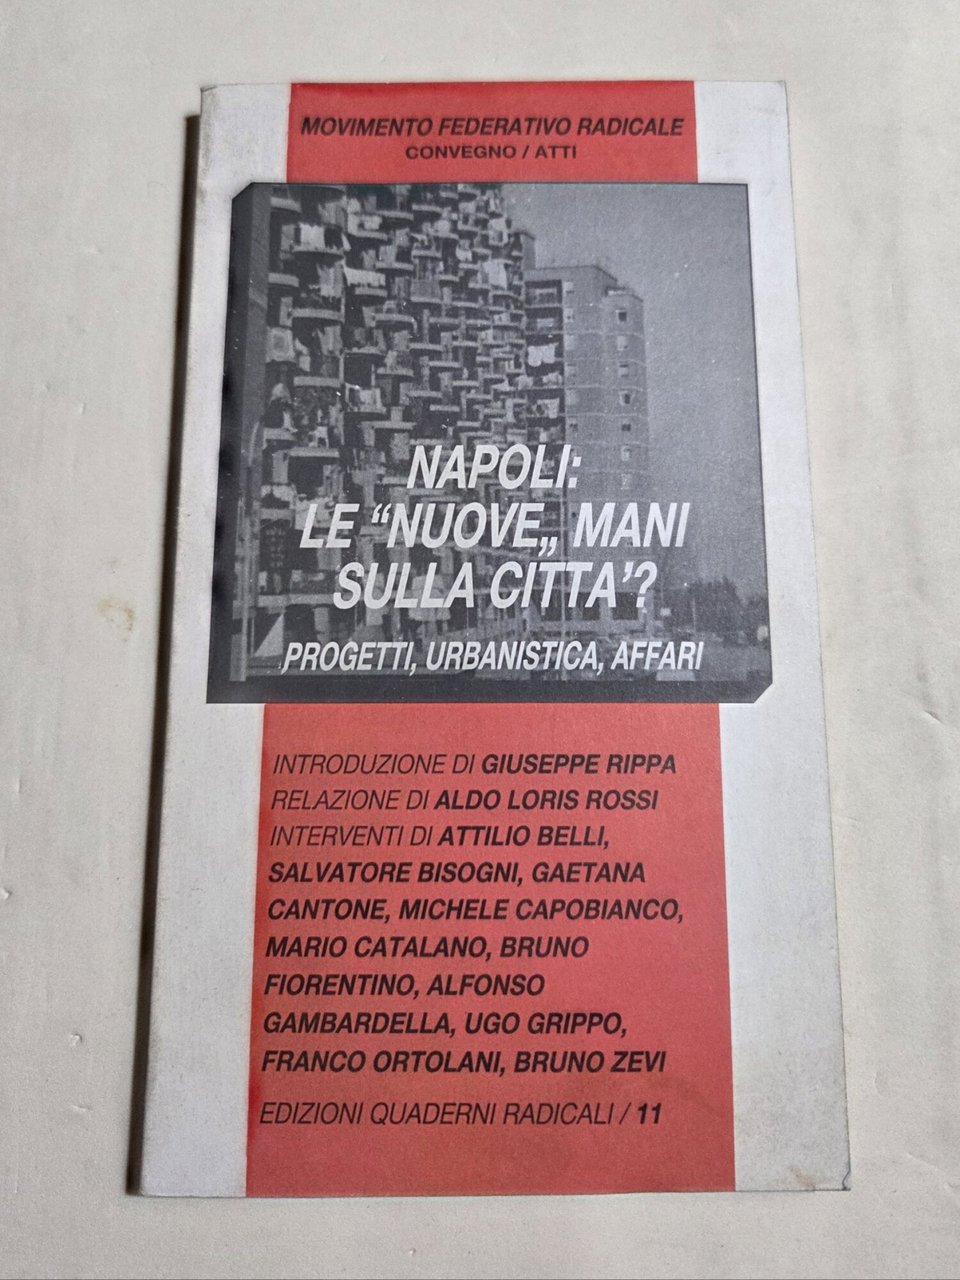 MOVIMENTO FEDERATIVO RADICALE
CONVEGNO / ATTI
NAPOLI:
LE “NUOVE„ MANI
SULLA CITTA'?
PROGETTI, URBANISTICA, AFFARI
INTRODUZIONE DI GIUSEPPE RIPPA
RELAZIONE DI ALDO LORIS ROSSI
INTERVENTI DI ATTILIO BELLI,
SALVATORE BISOGNI, GAETANA
CANTONE, MICHELE CAPOBIANCO,
MARIO CATALANO, BRUNO
FIORENTINO, ALFONSO
GAMBARDELLA, UGO GRIPPO,
FRANCO ORTOLANI, BRUNO ZEVI
EDIZIONI QUADERNI RADICALI / 11